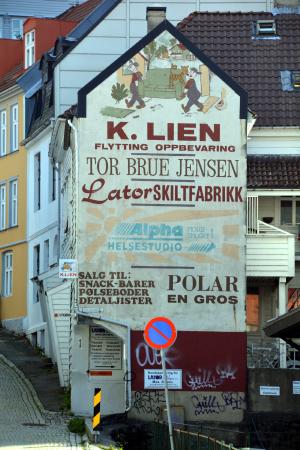 K. LIEN
FLYTTING OPPBEVARING
TOR BRUE JENSEN
Lator SKILTFABRIKK
Alpha
HELSESTUDIO
SALG TIL:
SNACK-BARER
PØLSEBODER
DETALJISTER
POLAR
EN GROS
K.LIEN